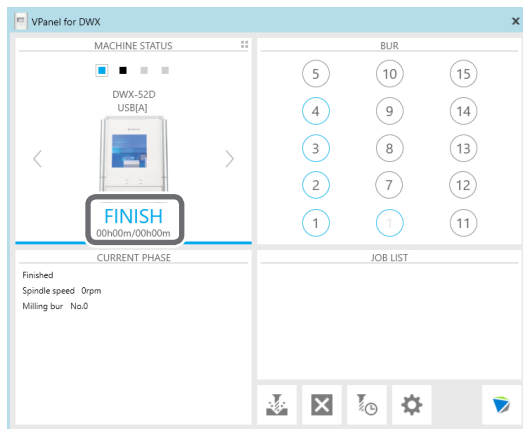 VPanel for DWX
MACHINE STATUS
DWX-52D
USB[A]
FINISH
00h00m/00h00m
BUR
5 10 15
4 9 14
3 8 13
2 7 12
1 1 11
CURRENT PHASE
Finished
Spindle speed 0rpm
Milling bur No.0
JOB LIST